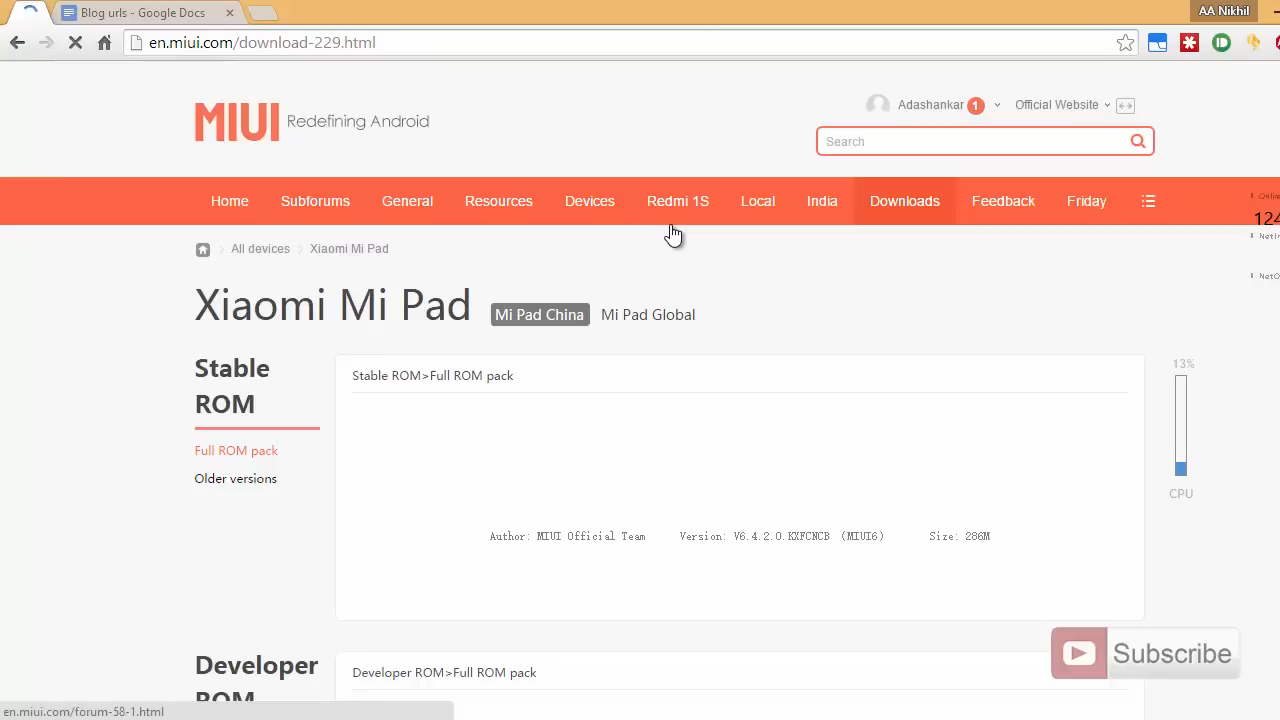 AA Nikhil
Blog urls - Google Docs
en.miui.com/download-229.html
MIUI Redefining Android
Adashankar 1 Official Website
Search
Home Subforums General Resources Devices Redmi 1S Local India Downloads Feedback Friday
124
All devices Xiaomi Mi Pad
Xiaomi Mi Pad Mi Pad China Mi Pad Global
Stable
ROM
Stable ROM>Full ROM pack
13%
Full ROM pack
Older versions
CPU
Author: MIUI Official Team Version: V6.4.2.0.KXFCNCB (MIUI6) Size: 286M
Subscribe
Developer
ROM
Developer ROM>Full ROM pack
en.miui.com/forum-58-1.html